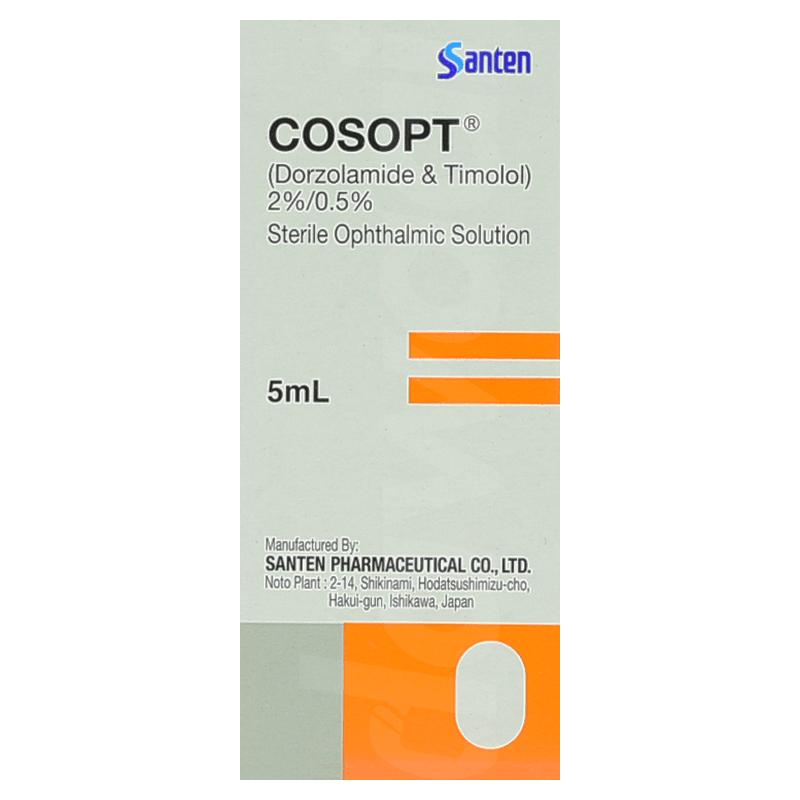 Santen
COSOPT®
(Dorzolamide & Timolol)
2%/0.5%
Sterile Ophthalmic Solution
5mL
Manufactured By:
SANTEN PHARMACEUTICAL CO., LTD.
Noto Plant : 2-14, Shikinami, Hodatsushimizu-cho,
Hakui-gun, Ishikawa, Japan